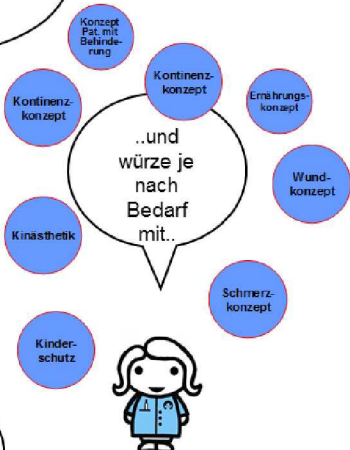 Konzept
Pat. mit
Behinde-
rung
Kontinenz-
konzept
Kontinenz-
konzept
Ernährungs-
konzept
..und
würze je
nach
Bedarf
mit..
Wund-
konzept
Kinästhetik
Schmerz-
konzept
Kinder-
schutz